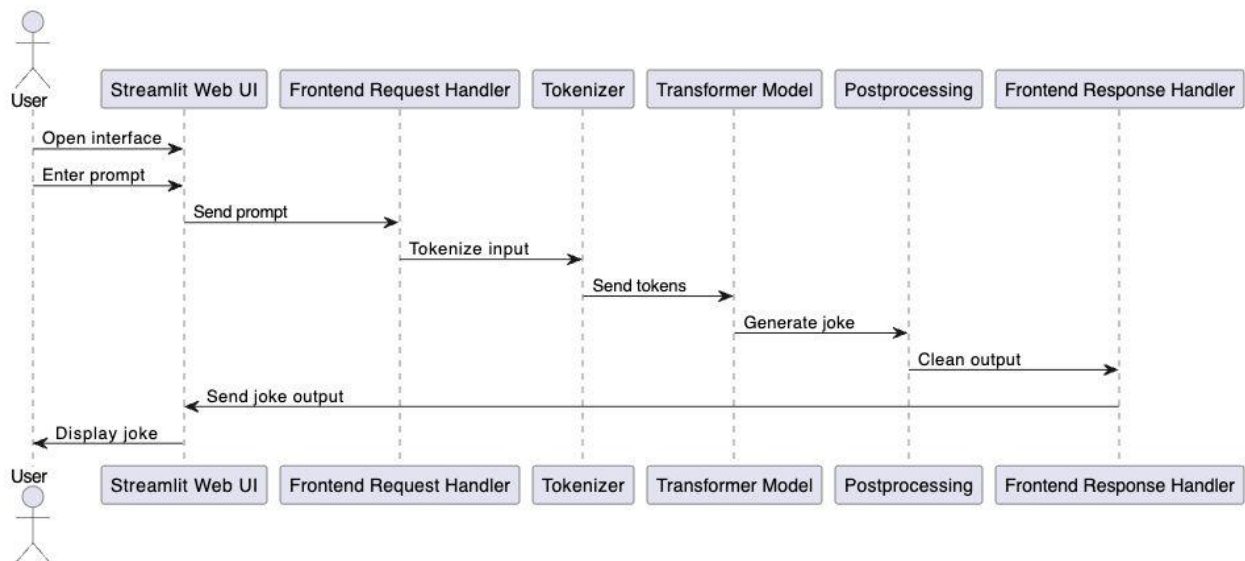 User
Streamlit Web UI
Frontend Request Handler
Tokenizer
Transformer Model
Postprocessing
Frontend Response Handler
Open interface
Enter prompt
Send prompt
Tokenize input
Send tokens
Generate joke
Clean output
Send joke output
Display joke
User
Streamlit Web UI
Frontend Request Handler
Tokenizer
Transformer Model
Postprocessing
Frontend Response Handler